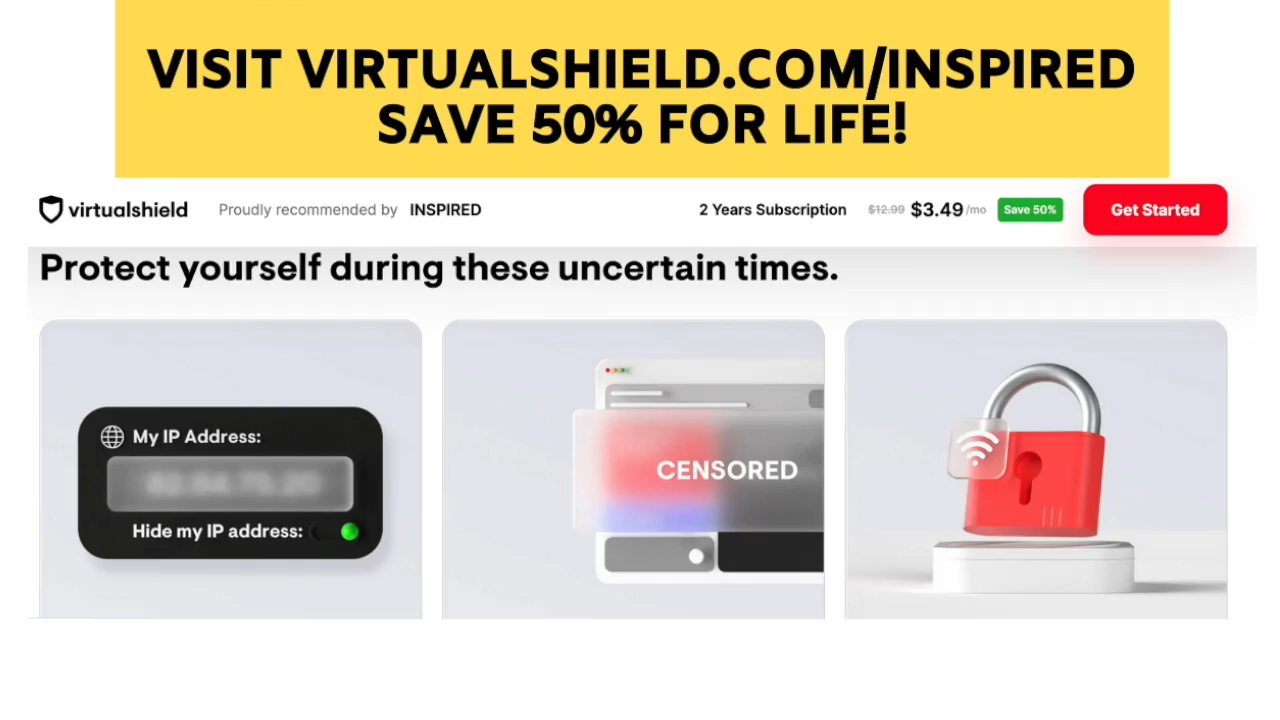 VISIT VIRTUALSHIELD.COM/INSPIRED
SAVE 50% FOR LIFE!
virtualshield Proudly recommended by INSPIRED 2 Years Subscription $12.99 $3.49/mo Save 50% Get Started
Protect yourself during these uncertain times.
My IP Address:
Hide my IP address:
CENSORED